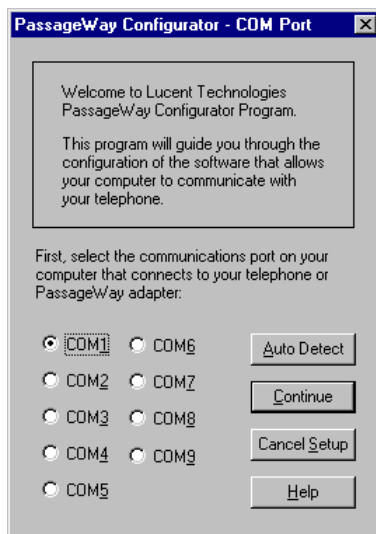 PassageWay Configurator - COM Port
Welcome to Lucent Technologies
PassageWay Configurator Program.
This program will guide you through the
configuration of the software that allows
your computer to communicate with
your telephone.
First, select the communications port on your
computer that connects to your telephone or
PassageWay adapter:
COM1
COM2
COM3
COM4
COM5
COM6
COM7
COM8
COM9
Auto Detect
Continue
Cancel Setup
Help